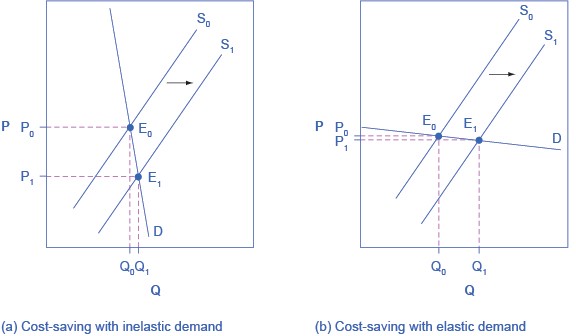 S₀
S₁
P
P₀
E₀
P₁
E₁
D
Q₀Q₁
Q
(a) Cost-saving with inelastic demand
S₀
S₁
P
P₀
P₁
E₀
E₁
D
Q₀
Q₁
Q
(b) Cost-saving with elastic demand